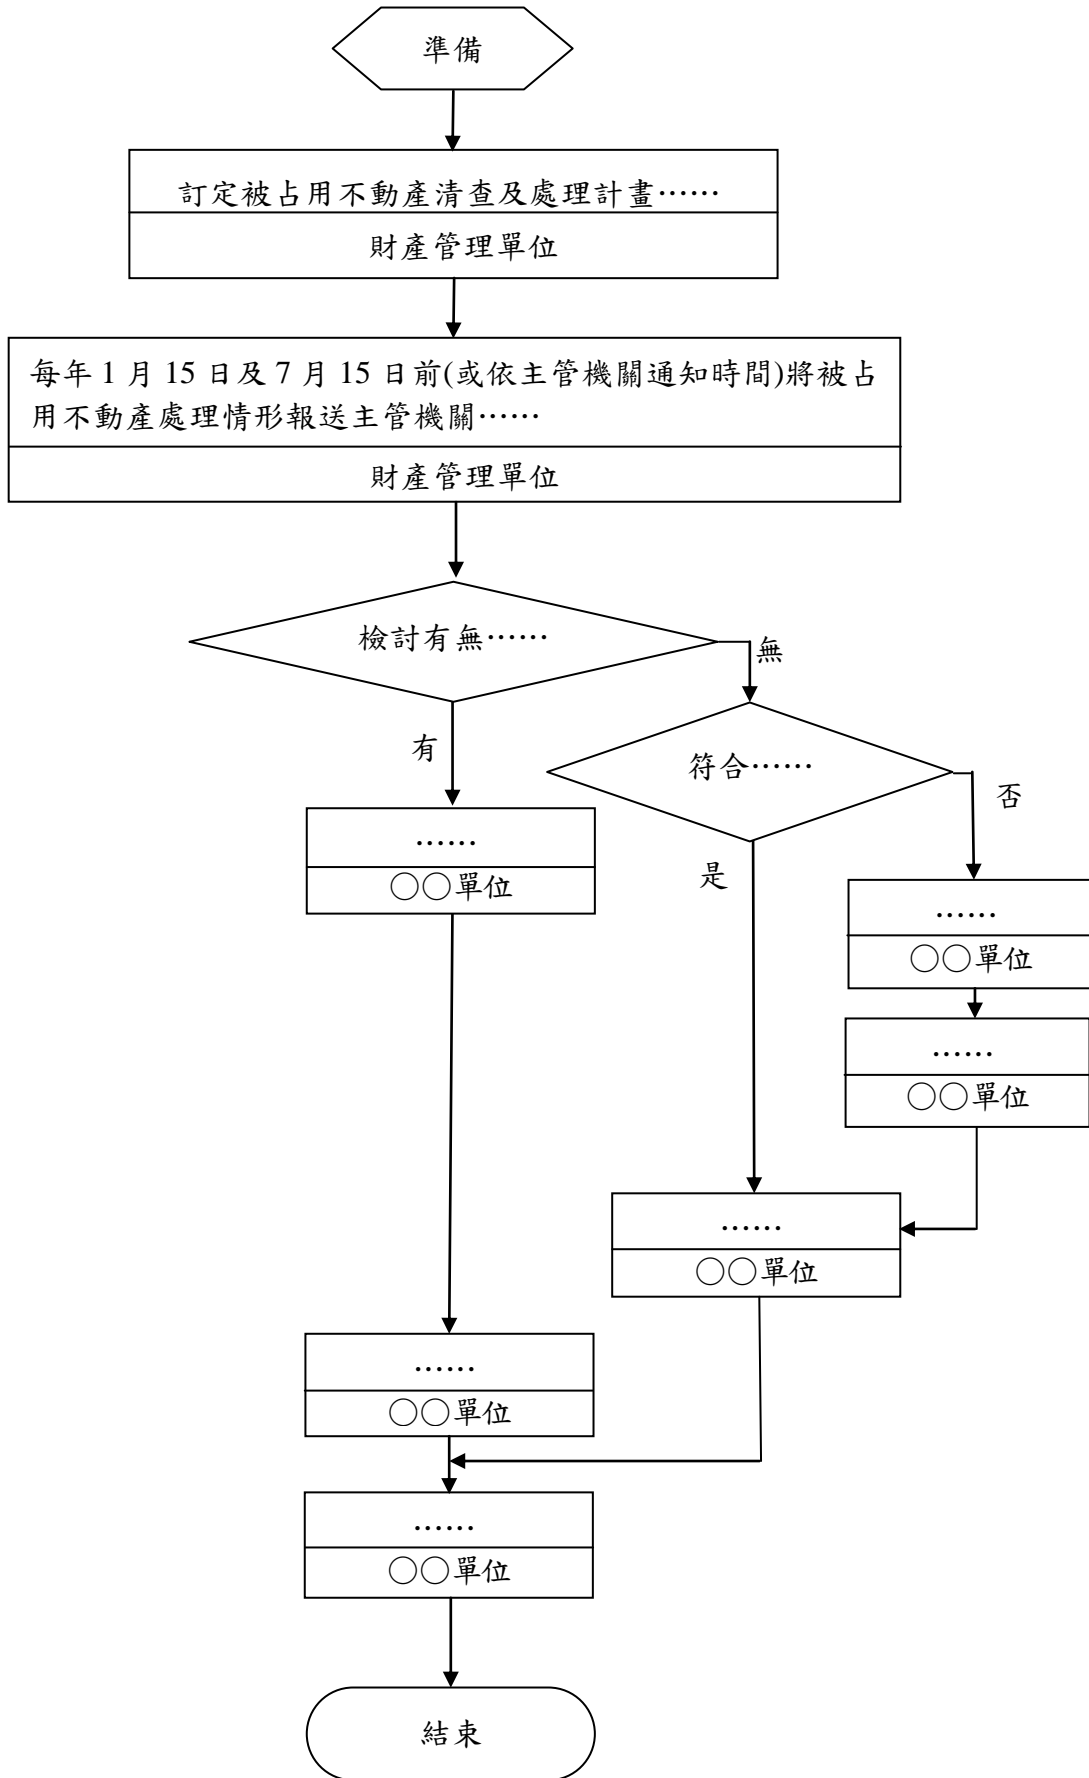 準備
訂定被占用不動產清查及處理計畫……
財產管理單位
每年 1 月 15 日及 7 月 15 日前(或依主管機關通知時間)將被占
用不動產處理情形報送主管機關……
財產管理單位
檢討有無……
無
有
符合……
否
是
……
○○單位
……
○○單位
……
○○單位
……
○○單位
……
○○單位
……
○○單位
結束